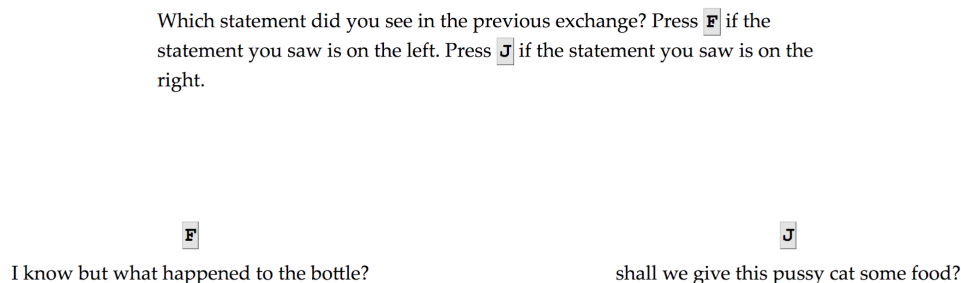 Which statement did you see in the previous exchange? Press F if the
statement you saw is on the left. Press J if the statement you saw is on the
right.
F
J
I know but what happened to the bottle?
shall we give this pussy cat some food?